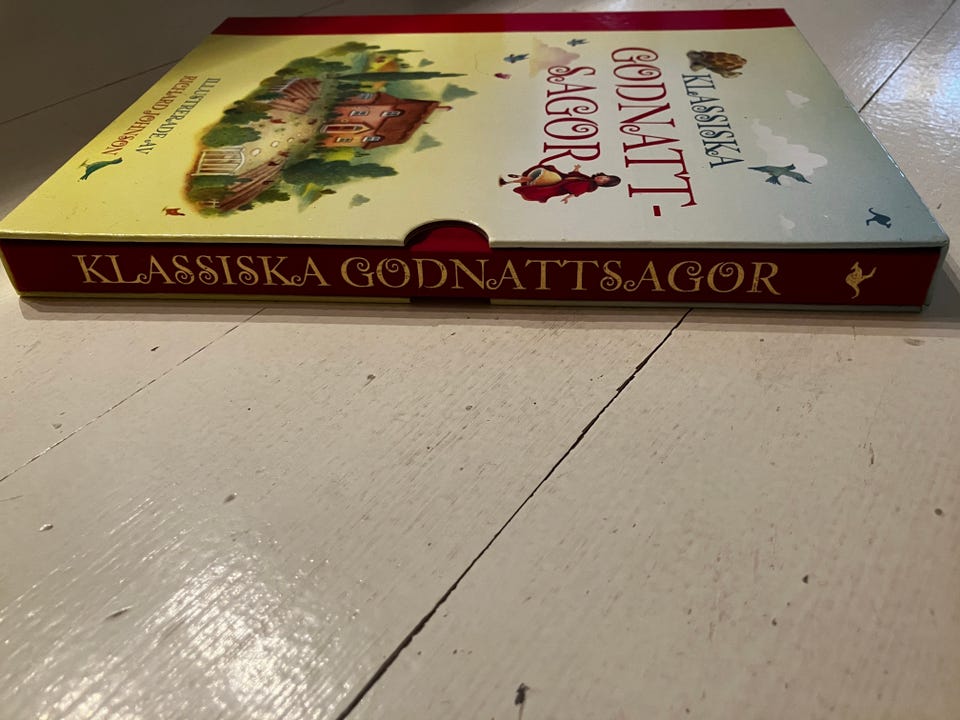 KLASSISKA
GODNATT-
SAGOR
ILLUSTRERADE AV
RICHARD JOHNSON
KLASSISKA GODNATTSAGOR